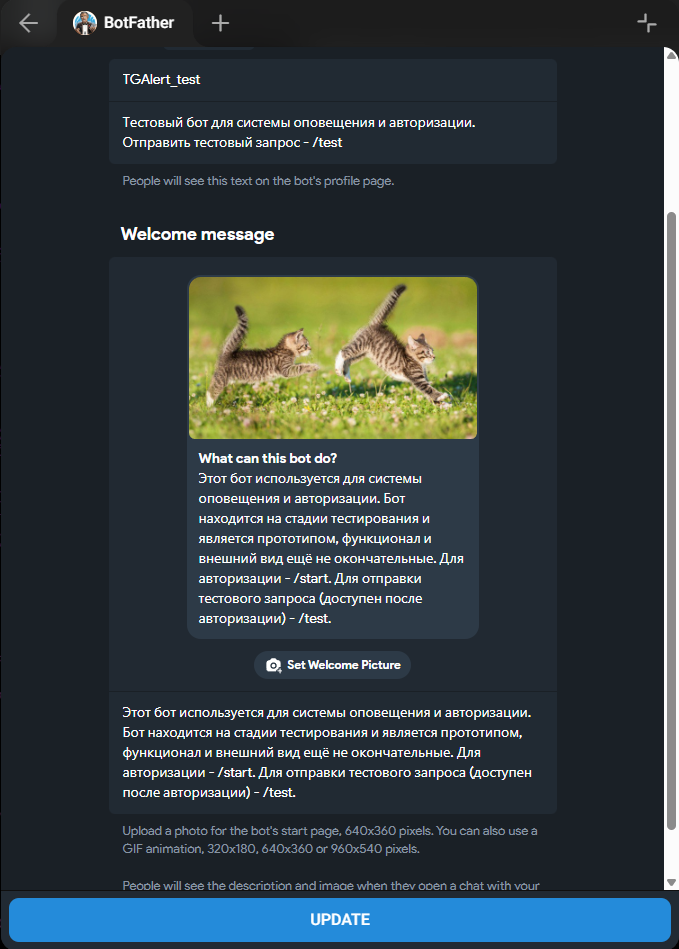 BotFather
TGAlert_test
Тестовый бот для системы оповещения и авторизации.
Отправить тестовый запрос - /test
People will see this text on the bot's profile page.
Welcome message
What can this bot do?
Этот бот используется для системы
оповещения и авторизации. Бот
находится на стадии тестирования и
является прототипом, функционал и
внешний вид ещё не окончательные. Для
авторизации - /start. Для отправки
тестового запроса (доступен после
авторизации) - /test.
Set Welcome Picture
Этот бот используется для системы оповещения и авторизации.
Бот находится на стадии тестирования и является прототипом,
функционал и внешний вид ещё не окончательные. Для
авторизации - /start. Для отправки тестового запроса (доступен
после авторизации) - /test.
Upload a photo for the bot's start page, 640x360 pixels. You can also use a
GIF animation, 320x180, 640x360 or 960x540 pixels.
People will see the description and image when they open a chat with your
UPDATE